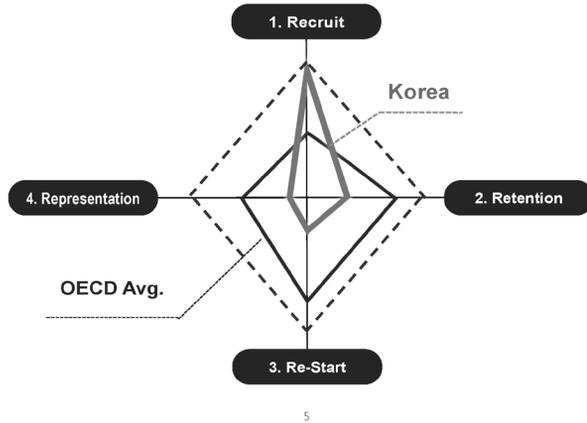 1. Recruit
Korea
4. Representation
2. Retention
OECD Avg.
3. Re-Start
5